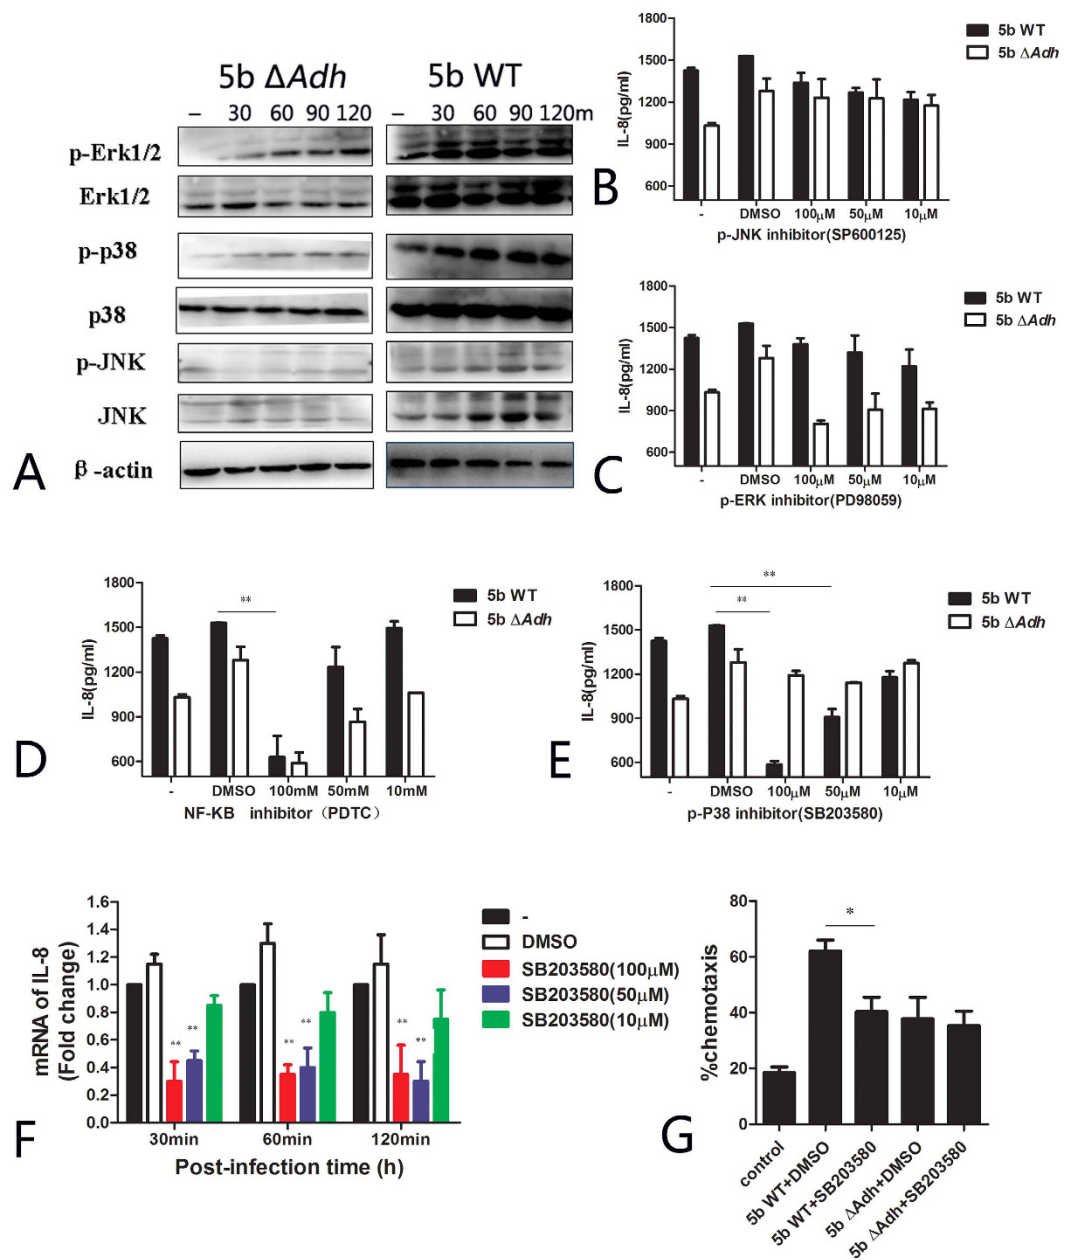 5b ΔAdh 5b WT
– 30 60 90 120 – 30 60 90 120m
p-Erk1/2
Erk1/2
p-p38
p38
p-JNK
JNK
β -actin
A
1800
1500
1200
900
600
IL-8(pg/ml)
5b WT
5b ΔAdh
- DMSO 100μM 50μM 10μM
p-JNK inhibitor(SP600125)
B
1800
1500
1200
900
600
IL-8(pg/ml)
5b WT
5b ΔAdh
- DMSO 100μM 50μM 10μM
p-ERK inhibitor(PD98059)
C
1800
1500
1200
900
600
IL-8(pg/ml)
**
5b WT
5b ΔAdh
- DMSO 100mM 50mM 10mM
NF-KB inhibitor（PDTC）
D
1800
1500
1200
900
600
IL-8(pg/ml)
**
**
5b WT
5b ΔAdh
- DMSO 100μM 50μM 10μM
p-P38 inhibitor(SB203580)
E
1.6
1.4
1.2
1.0
0.8
0.6
0.4
0.2
0.0
mRNA of IL-8
(Fold change)
** ** ** ** ** **
-
DMSO
SB203580(100μM)
SB203580(50μM)
SB203580(10μM)
30min 60min 120min
Post-infection time (h)
F
80
60
40
20
0
%chemotaxis
*
control
5b WT+DMSO
5b WT+SB203580
5b ΔAdh+DMSO
5b ΔAdh+SB203580
G